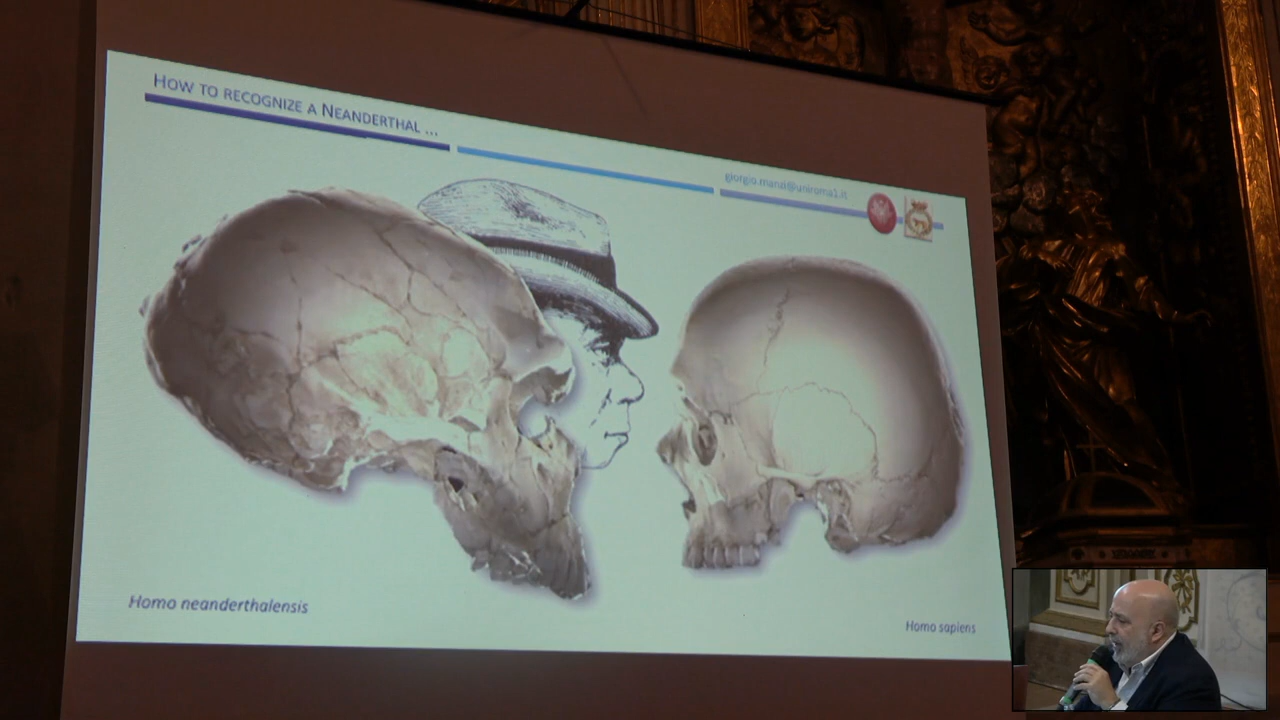 HOW TO RECOGNIZE A NEANDERTHAL ...
giorgio.manzi@uniroma1.it
Homo neanderthalensis
Homo sapiens